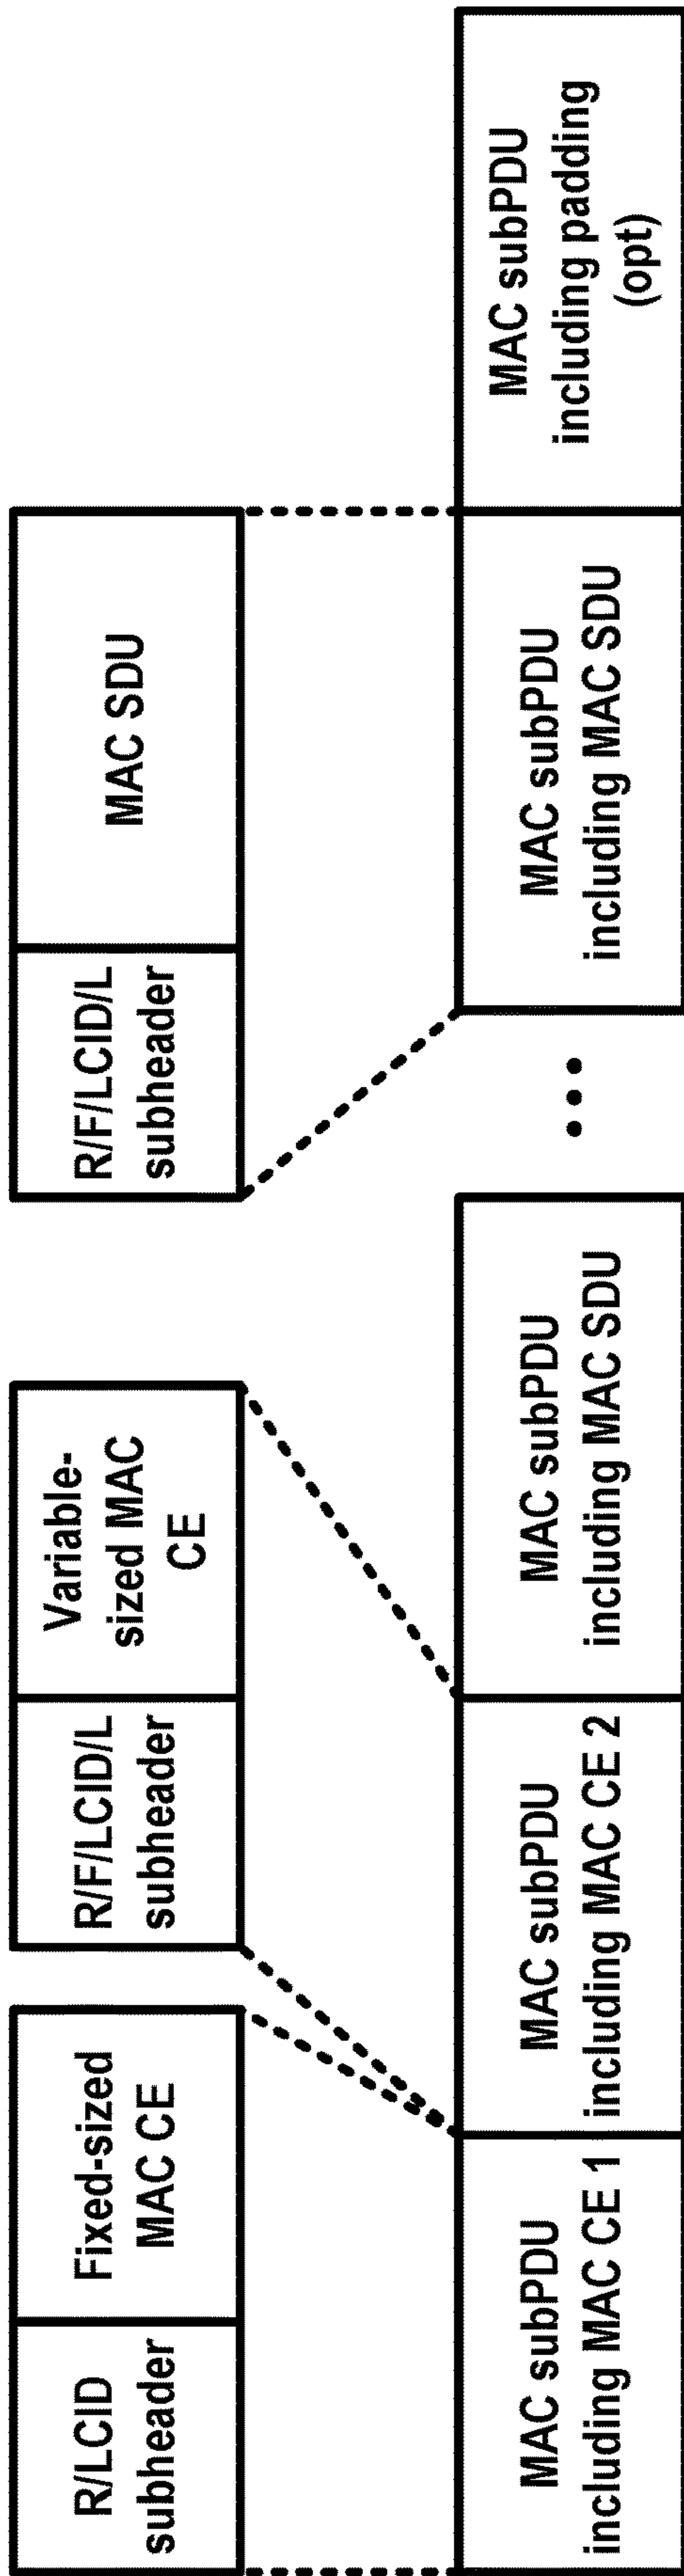 R/LCID
subheader
Fixed-sized
MAC CE
R/F/LCID/L
subheader
Variable-
sized MAC
CE
R/F/LCID/L
subheader
MAC SDU
MAC subPDU
including MAC CE 1
MAC subPDU
including MAC CE 2
MAC subPDU
including MAC SDU
...
MAC subPDU
including MAC SDU
MAC subPDU
including padding
(opt)